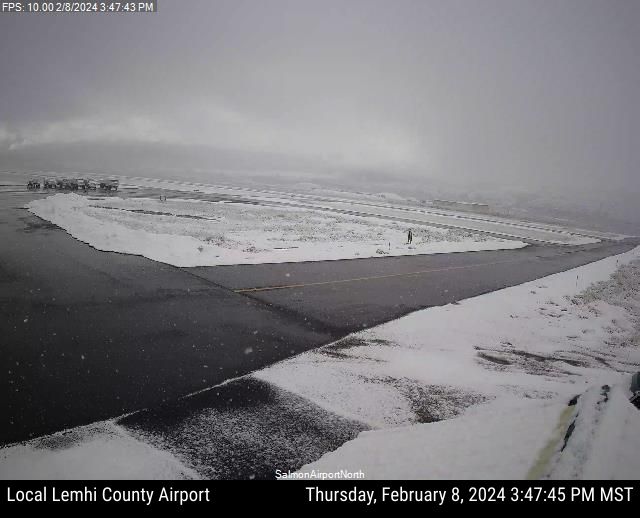 FPS: 10.00 2/8/2024 3:47:43 PM
SalmonAirportNorth
Local Lemhi County Airport Thursday, February 8, 2024 3:47:45 PM MST